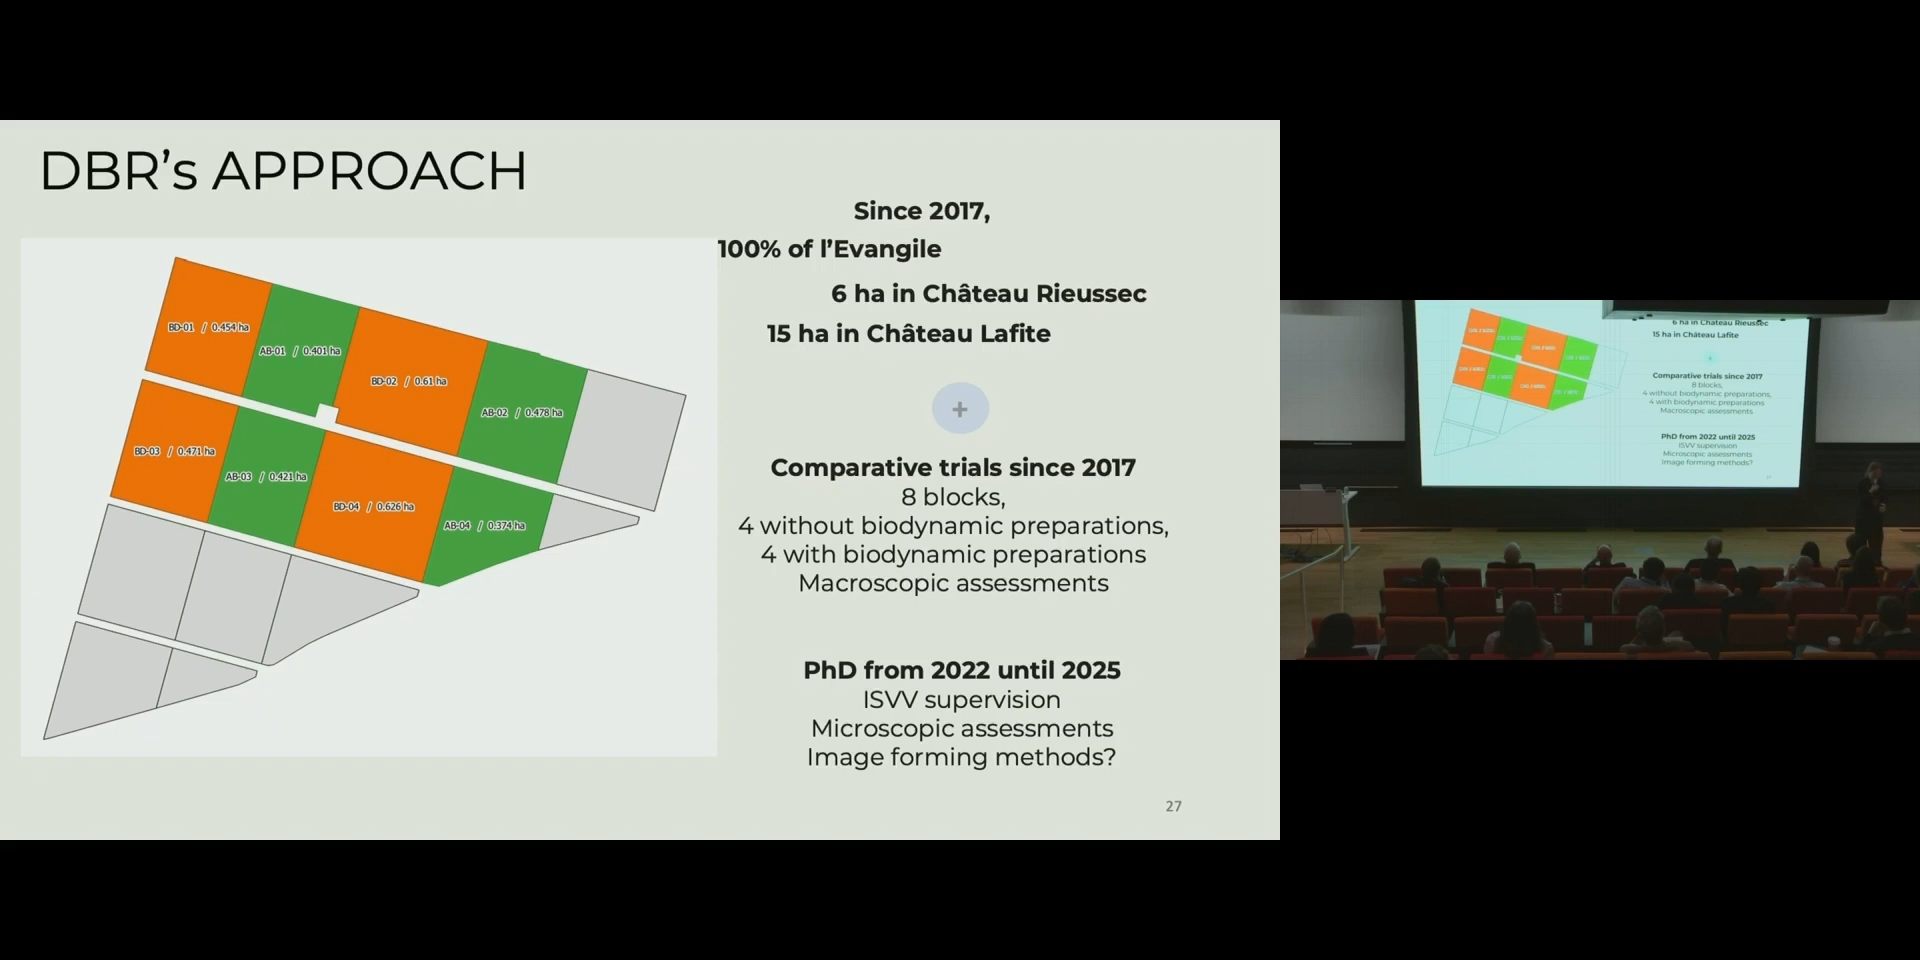 DBR’s APPROACH
BD-01 / 0.454 ha
AB-01 / 0.401 ha
BD-02 / 0.61 ha
AB-02 / 0.478 ha
BD-03 / 0.471 ha
AB-03 / 0.421 ha
BD-04 / 0.626 ha
AB-04 / 0.374 ha
Since 2017,
100% of l’Evangile
6 ha in Château Rieussec
15 ha in Château Lafite
+
Comparative trials since 2017
8 blocks,
4 without biodynamic preparations,
4 with biodynamic preparations
Macroscopic assessments
PhD from 2022 until 2025
ISVV supervision
Microscopic assessments
Image forming methods?
27
6 ha in Château Rieussec
15 ha in Château Lafite
Comparative trials since 2017
8 blocks,
4 without biodynamic preparations,
4 with biodynamic preparations
Macroscopic assessments
PhD from 2022 until 2025
ISVV supervision
Microscopic assessments
Image forming methods?